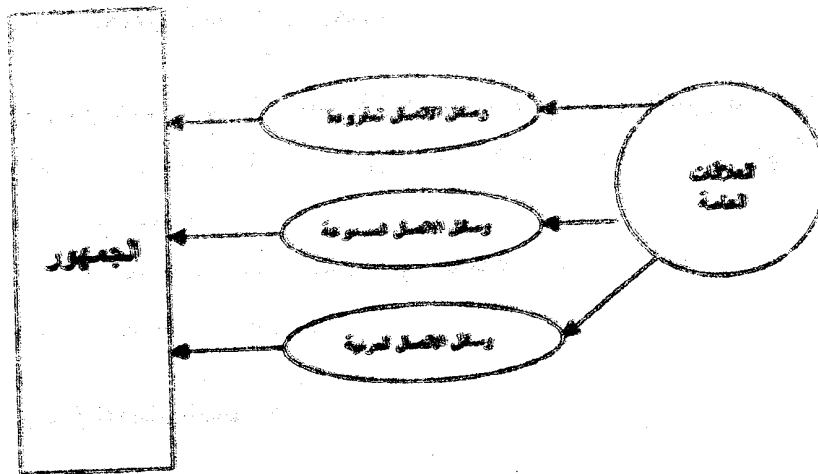 العلاقات
العامة
وسائل الاتصال المقروءة
وسائل الاتصال المسموعة
وسائل الاتصال المرئية
الجمهور